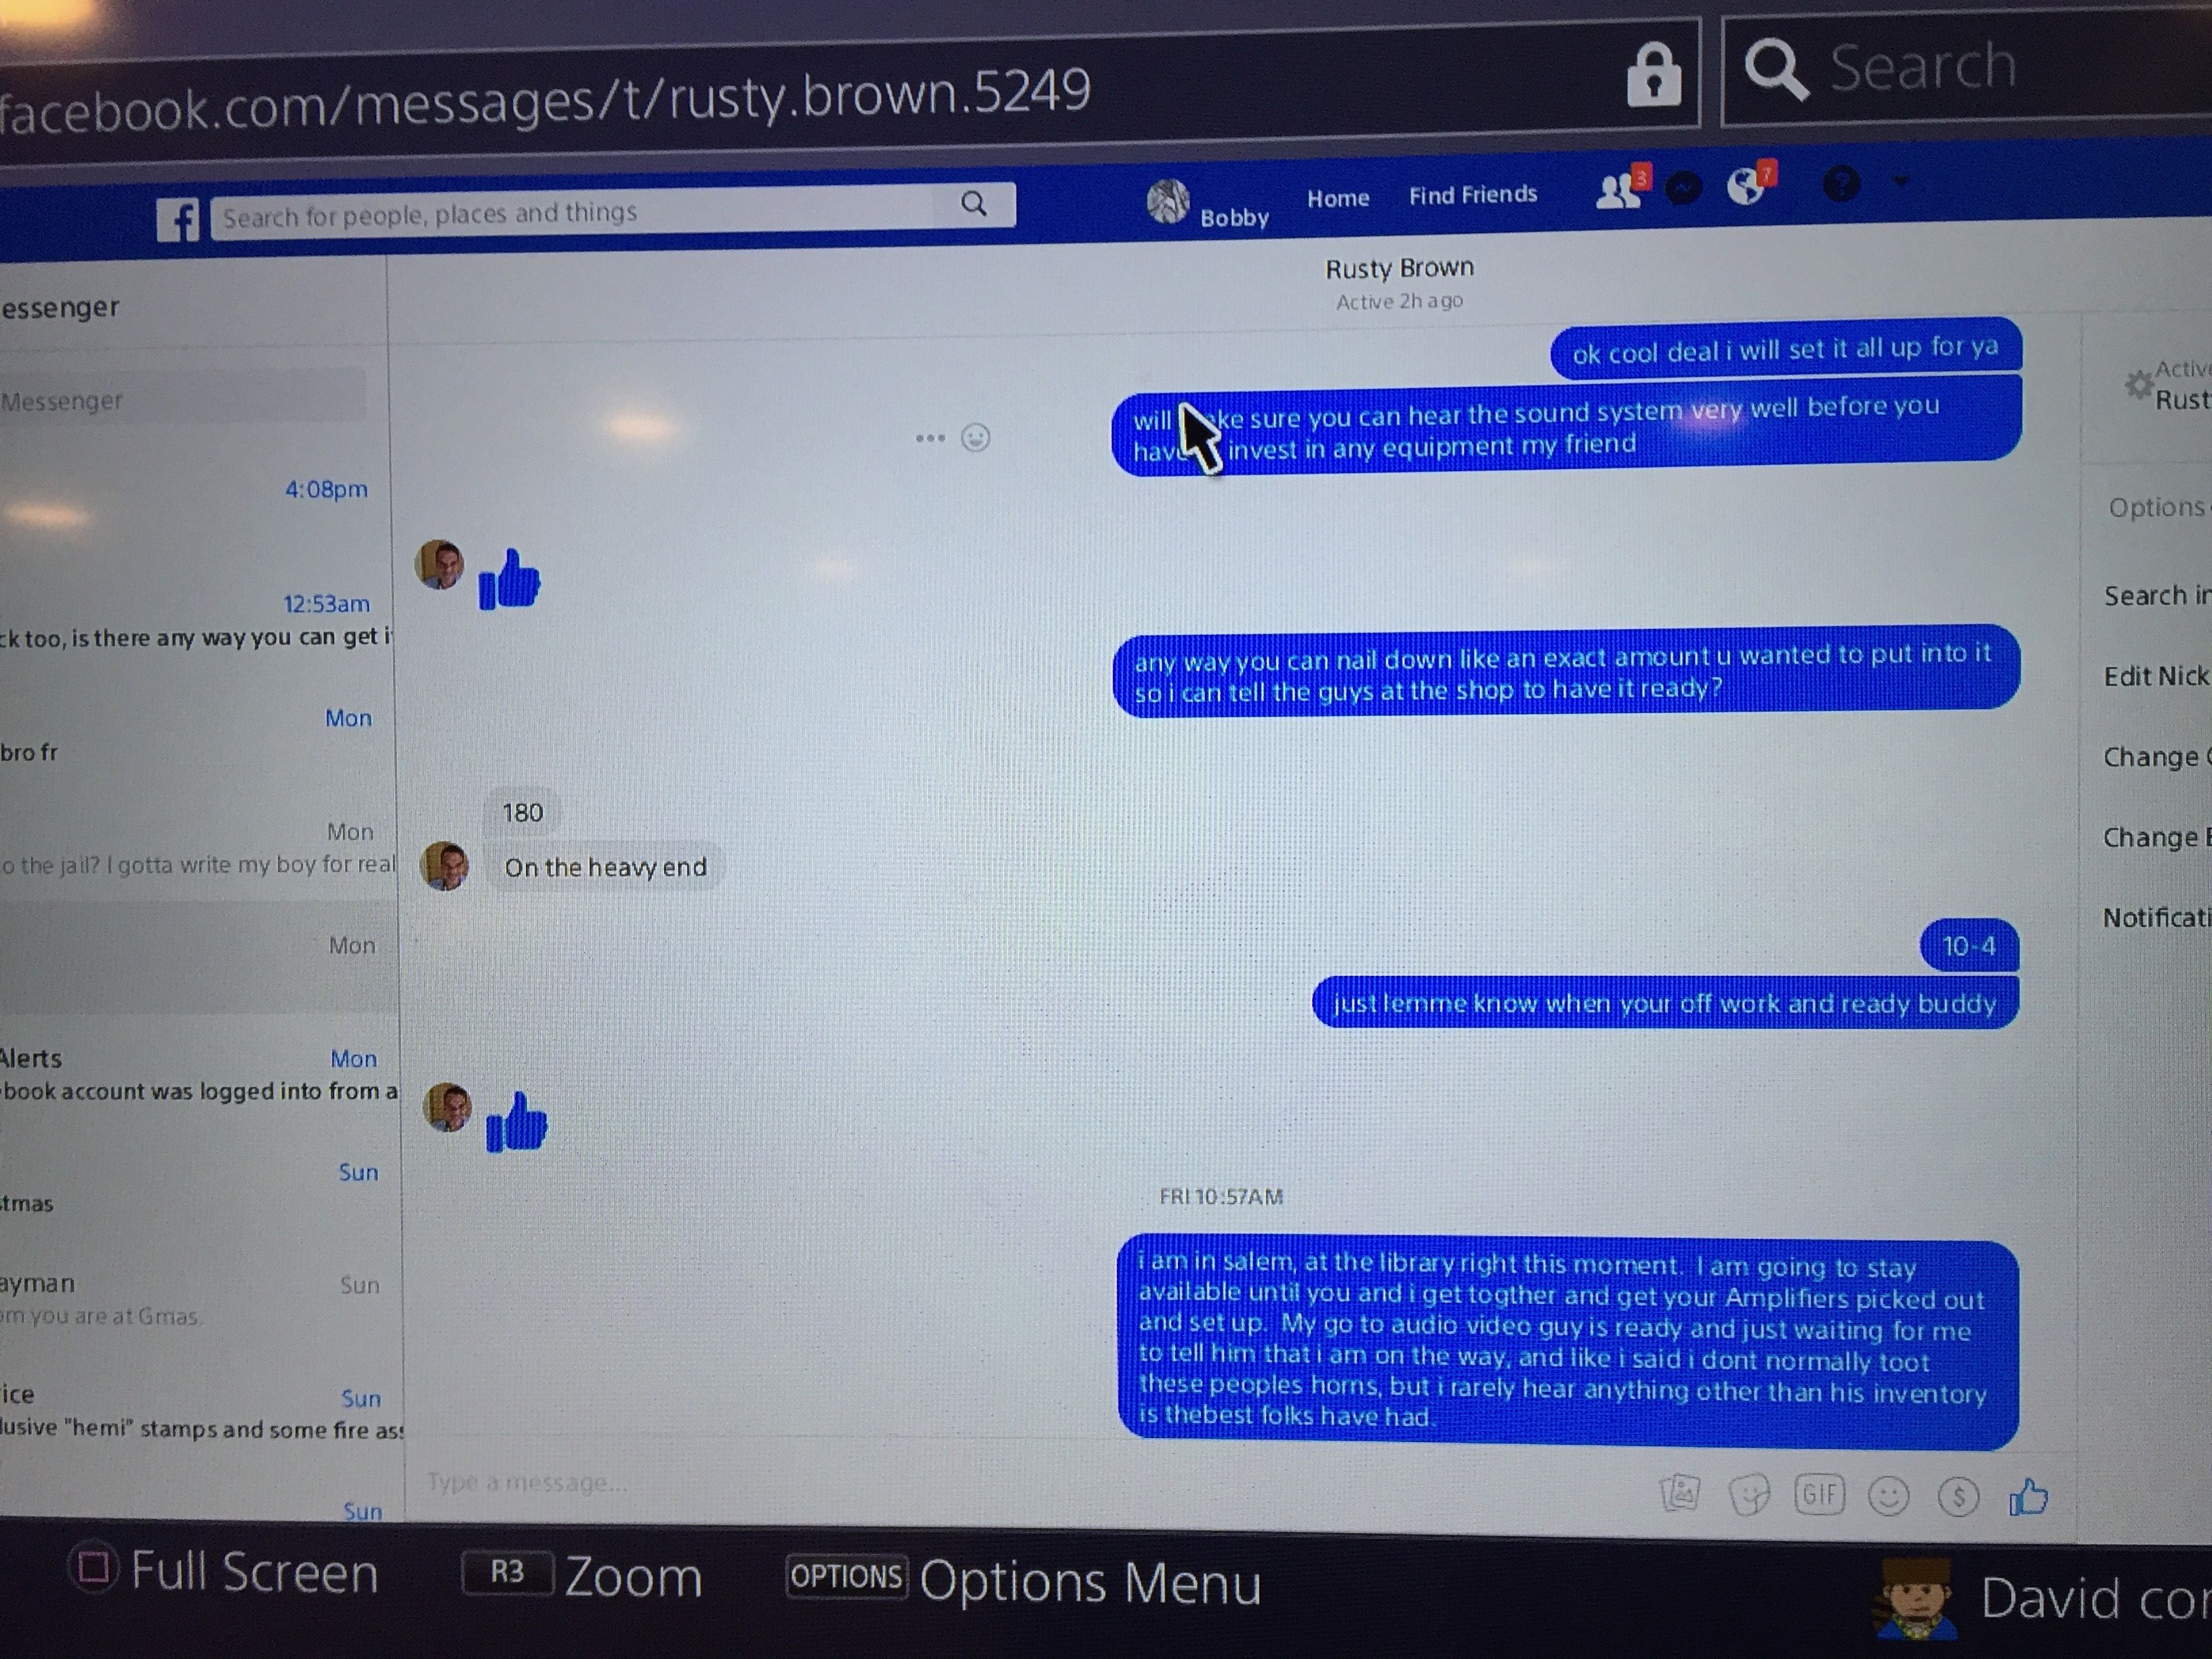 facebook.com/messages/t/rusty.brown.5249
Search
f
Search for people, places and things
Bobby
Home
Find Friends
3
7
?
essenger
Messenger
4:08pm
12:53am
ck too, is there any way you can get i
Mon
bro fr
Mon
o the jail? I gotta write my boy for real
Mon
Alerts
Mon
book account was logged into from a
Sun
tmas
ayman
Sun
om you are at Gmas.
ice
Sun
lusive "hemi" stamps and some fire ass
Sun
Rusty Brown
Active 2h ago
ok cool deal i will set it all up for ya
will ke sure you can hear the sound system very well before you
hav invest in any equipment my friend
any way you can nail down like an exact amount u wanted to put into it
so i can tell the guys at the shop to have it ready?
180
On the heavy end
10-4
just lemme know when your off work and ready buddy
FRI 10:57AM
i am in salem, at the library right this moment. I am going to stay
available until you and i get togther and get your Amplifiers picked out
and set up. My go to audio video guy is ready and just waiting for me
to tell him that i am on the way, and like i said i dont normally toot
these peoples horns, but i rarely hear anything other than his inventory
is thebest folks have had.
Type a message...
GIF
$
Active
Rust
Options
Search in
Edit Nick
Change
Change
Notificati
Full Screen
R3 Zoom
OPTIONS Options Menu
David cor